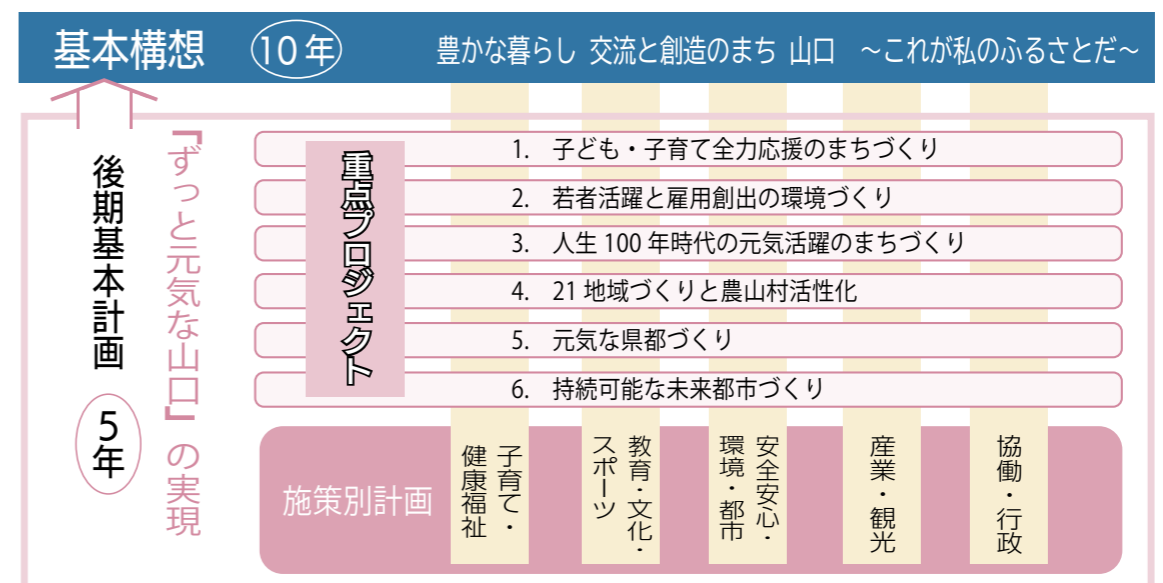 基本構想 10年 豊かな暮らし 交流と創造のまち 山口 ～これが私のふるさとだ～
後期基本計画 5年
『ずっと元気な山口』の実現
重点プロジェクト
1. 子ども・子育て全力応援のまちづくり
2. 若者活躍と雇用創出の環境づくり
3. 人生100年時代の元気活躍のまちづくり
4. 21地域づくりと農山村活性化
5. 元気な県都づくり
6. 持続可能な未来都市づくり
施策別計画
子育て・
健康福祉
教育・文化・
スポーツ
安全安心・
環境・都市
産業・観光
協働・行政